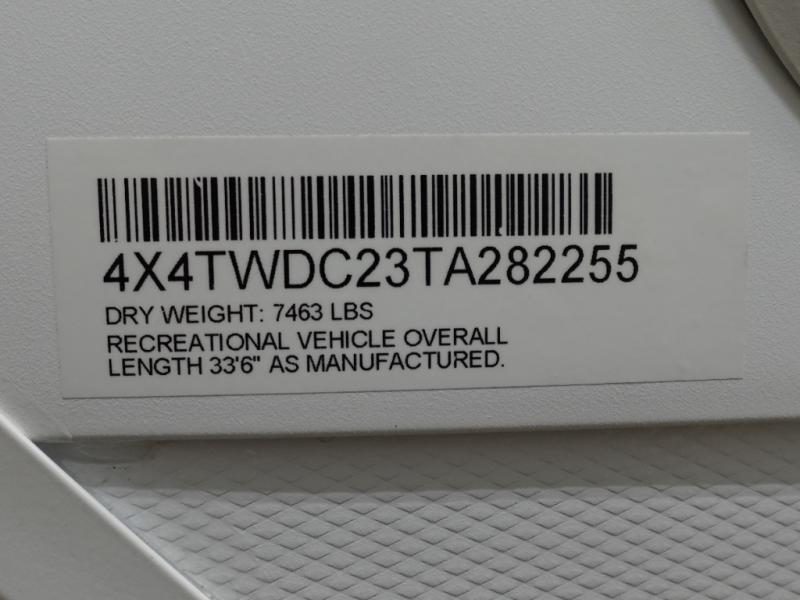 4X4TWDC23TA282255
DRY WEIGHT: 7463 LBS
RECREATIONAL VEHICLE OVERALL
LENGTH 33'6" AS MANUFACTURED.